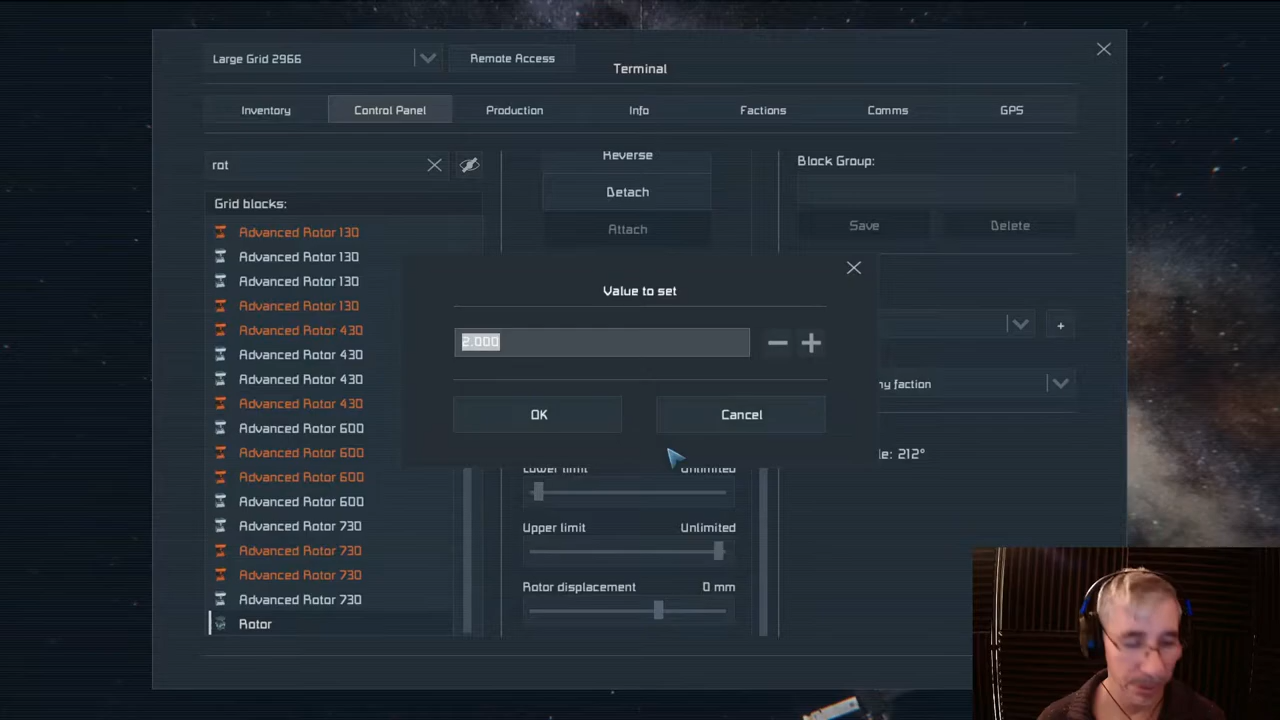 Large Grid 2966
Remote Access
Terminal
Inventory
Control Panel
Production
Info
Factions
Comms
GPS
rot
Grid blocks:
Advanced Rotor 130
Advanced Rotor 130
Advanced Rotor 130
Advanced Rotor 130
Advanced Rotor 430
Advanced Rotor 430
Advanced Rotor 430
Advanced Rotor 430
Advanced Rotor 600
Advanced Rotor 600
Advanced Rotor 600
Advanced Rotor 600
Advanced Rotor 730
Advanced Rotor 730
Advanced Rotor 730
Advanced Rotor 730
Rotor
Reverse
Detach
Attach
Block Group:
Save
Delete
Value to set
2.000
OK
Cancel
Lower limit
Unlimited
Upper limit
Unlimited
Rotor displacement
0 mm
faction
212°